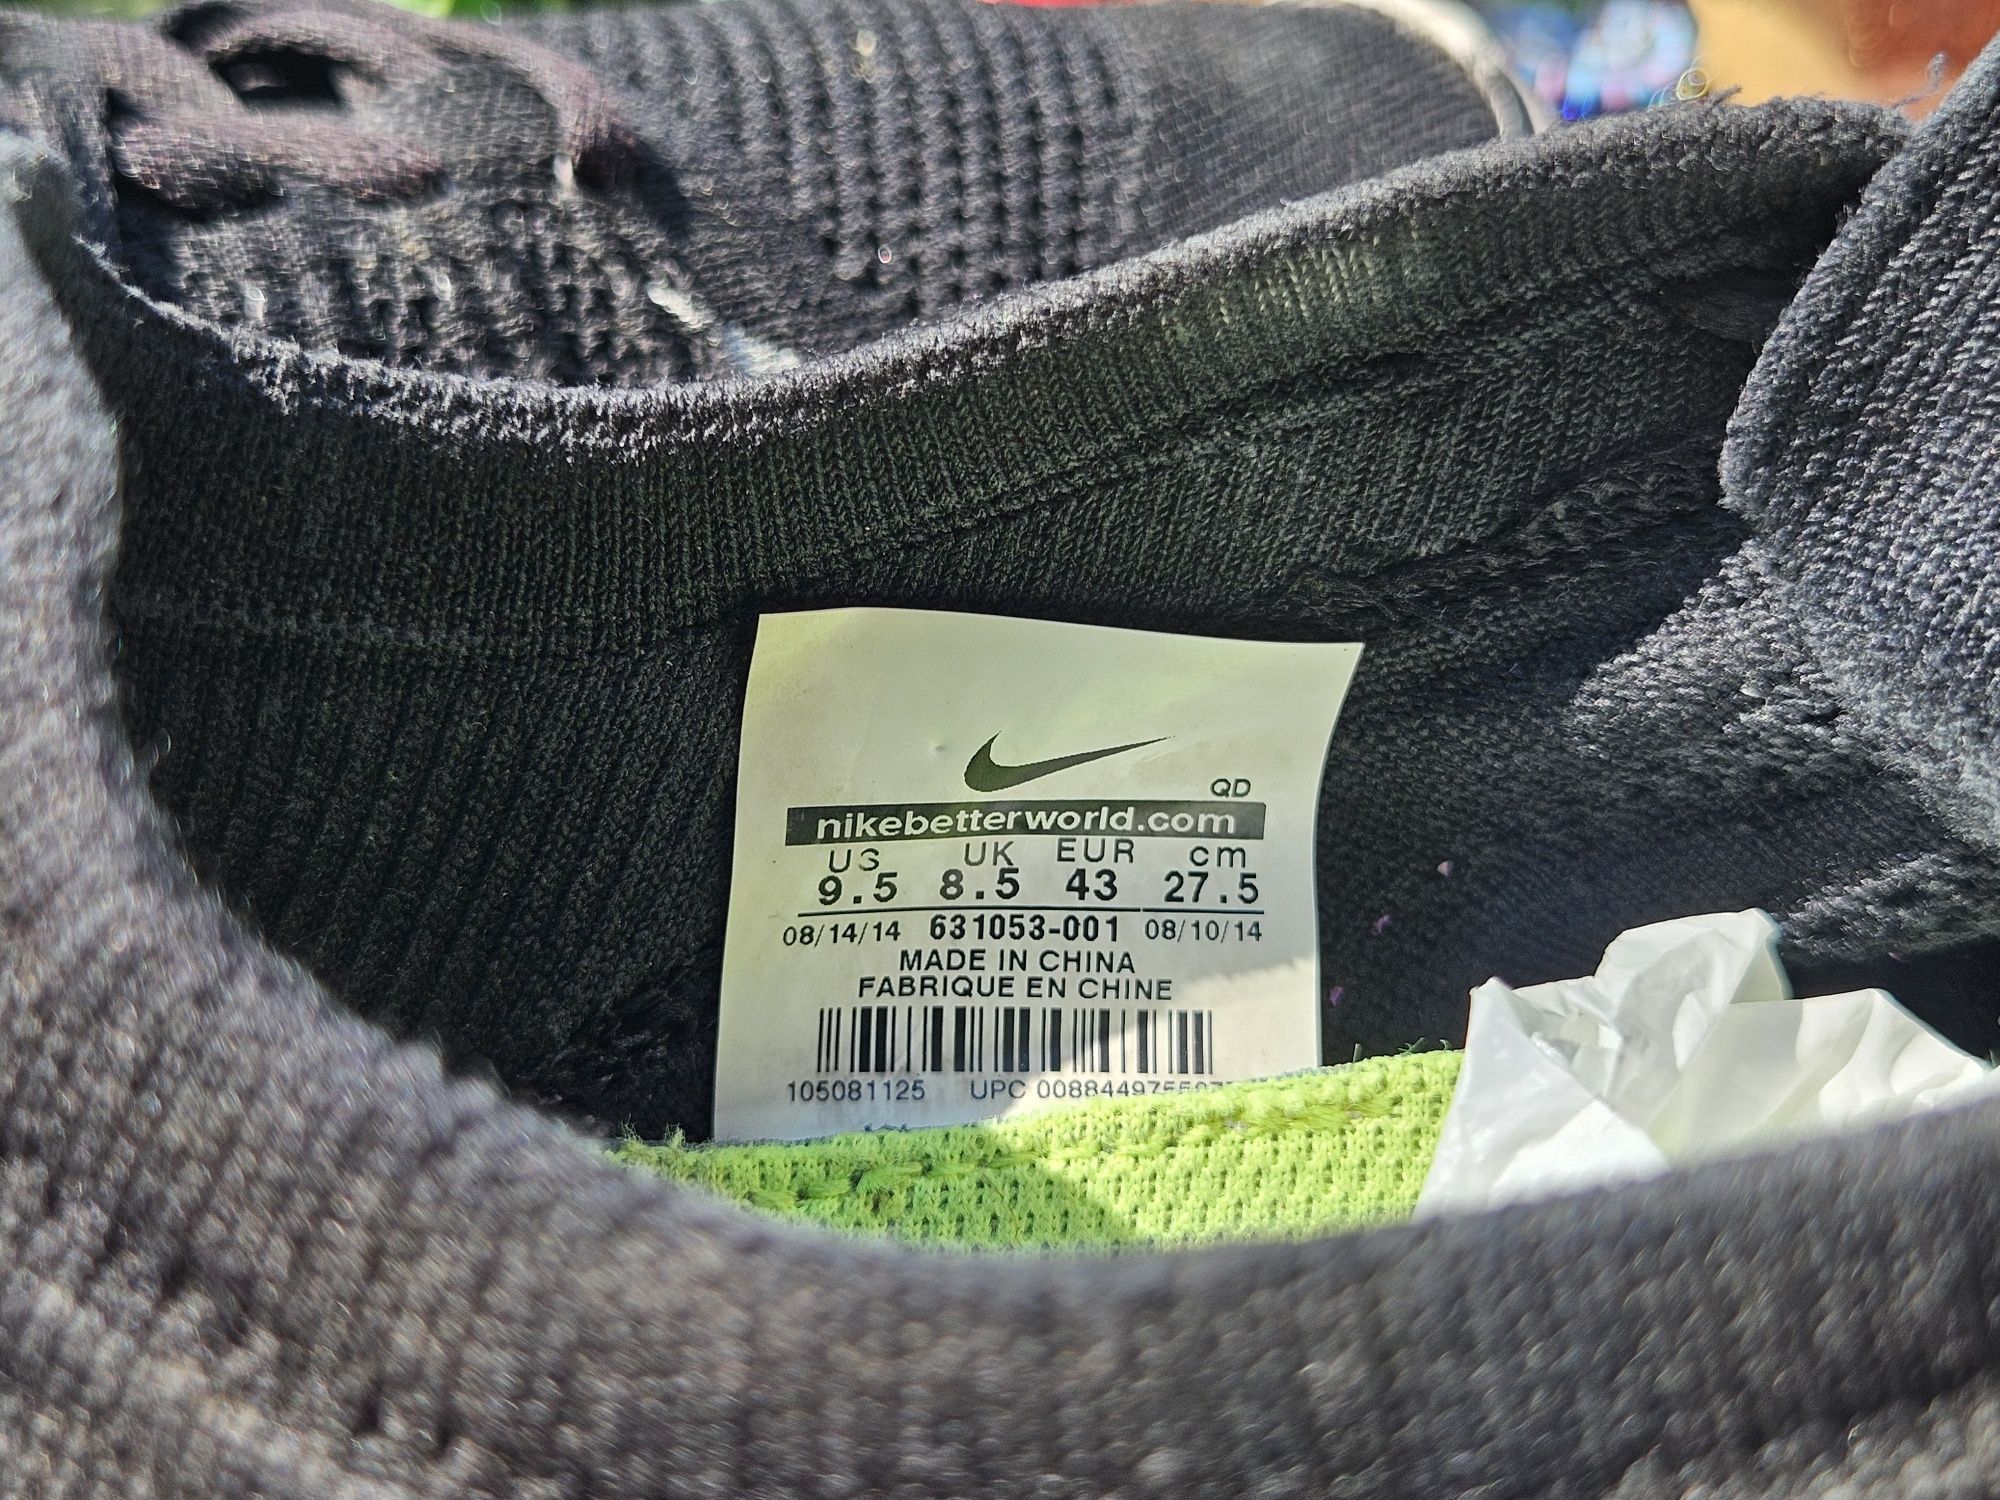 QD
nikebetterworld.com
US UK EUR cm
9.5 8.5 43 27.5
08/14/14 631053-001 08/10/14
MADE IN CHINA
FABRIQUE EN CHINE
105081125 UPC